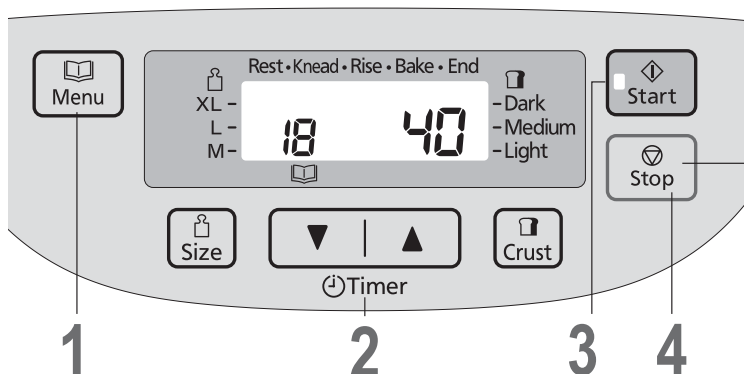 Menu
Rest • Knead • Rise • Bake • End
XL –
L –
M –
18
40
– Dark
– Medium
– Light
Start
Stop
Size
Timer
Crust
1
2
3
4